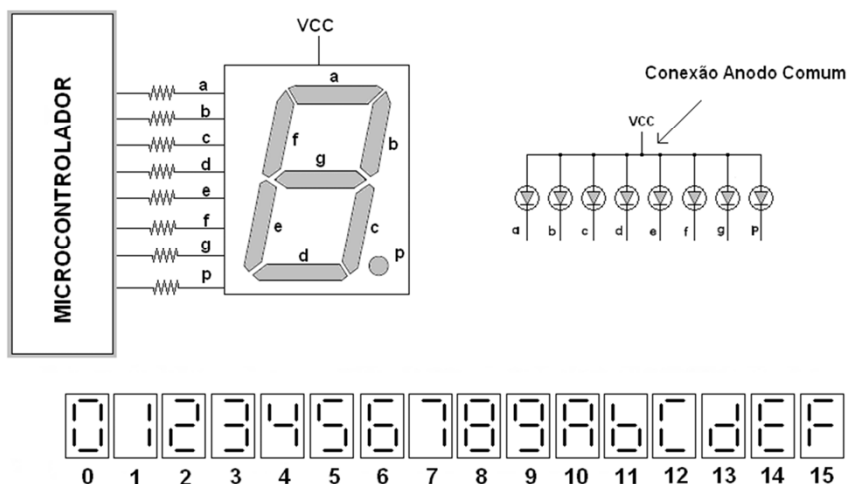 MICROCONTROLADOR
a
b
c
d
e
f
g
p
VCC
a
b
c
d
e
f
g
p
Conexão Anodo Comum
VCC
a b c d e f g p
0 1 2 3 4 5 6 7 8 9 A b C d E F
0 1 2 3 4 5 6 7 8 9 10 11 12 13 14 15